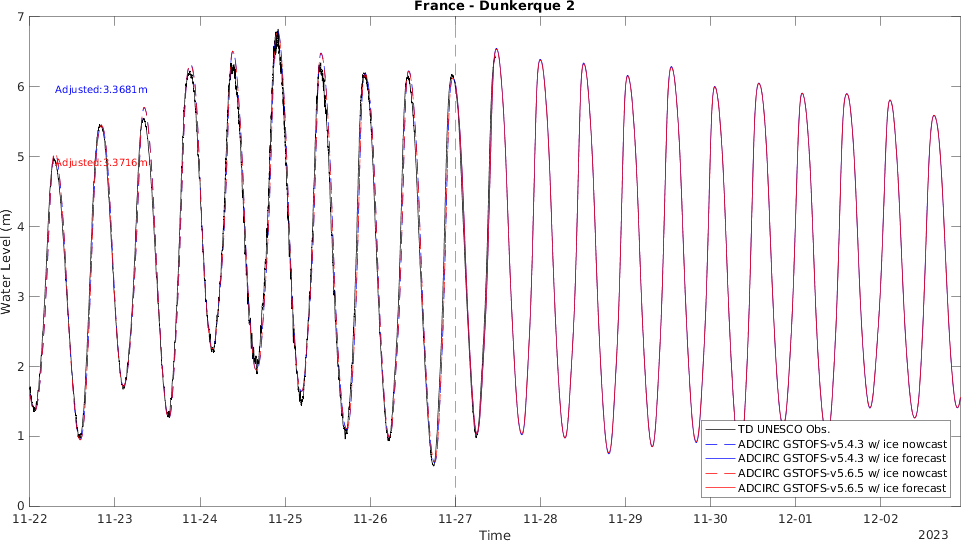 France - Dunkerque 2
7
6
5
4
3
2
1
0
Water Level (m)
Adjusted:3.3681m
Adjusted:3.3716m
TD UNESCO Obs.
ADCIRC GSTOFS-v5.4.3 w/ ice nowcast
ADCIRC GSTOFS-v5.4.3 w/ ice forecast
ADCIRC GSTOFS-v5.6.5 w/ ice nowcast
ADCIRC GSTOFS-v5.6.5 w/ ice forecast
11-22 11-23 11-24 11-25 11-26 11-27 11-28 11-29 11-30 12-01 12-02
Time
2023